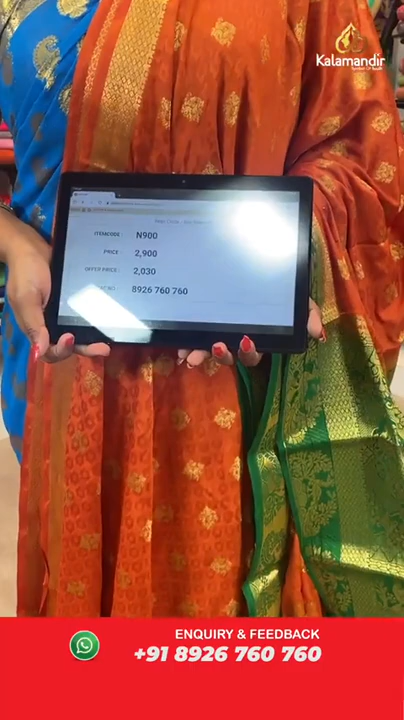 Kalamandir
ITEMCODE : N900
PRICE : 2,900
OFFER PRICE : 2,030
8926 760 760
ENQUIRY & FEEDBACK
+91 8926 760 760